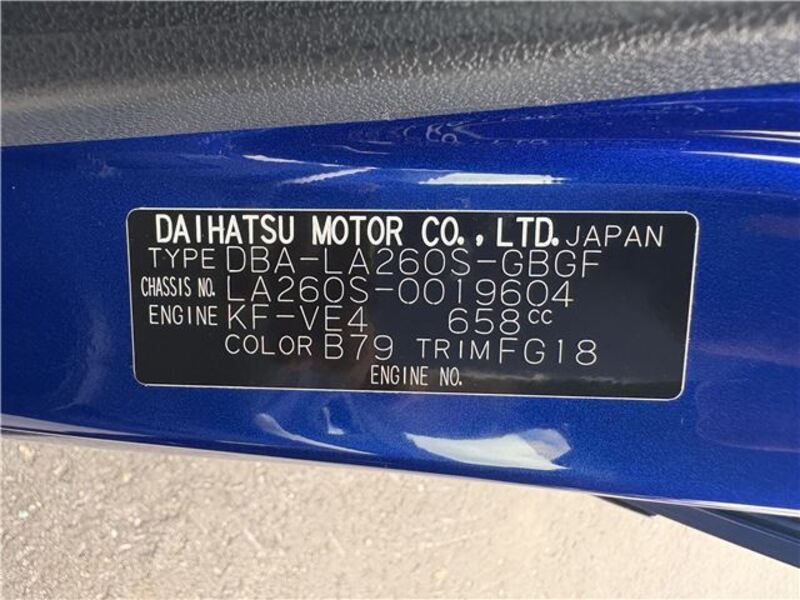 DAIHATSU MOTOR CO., LTD. JAPAN
TYPE DBA-LA260S-GBGF
CHASSIS NO. LA260S-0019604
ENGINE KF-VE4 658cc
COLOR B79 TRIM FG18
ENGINE NO.